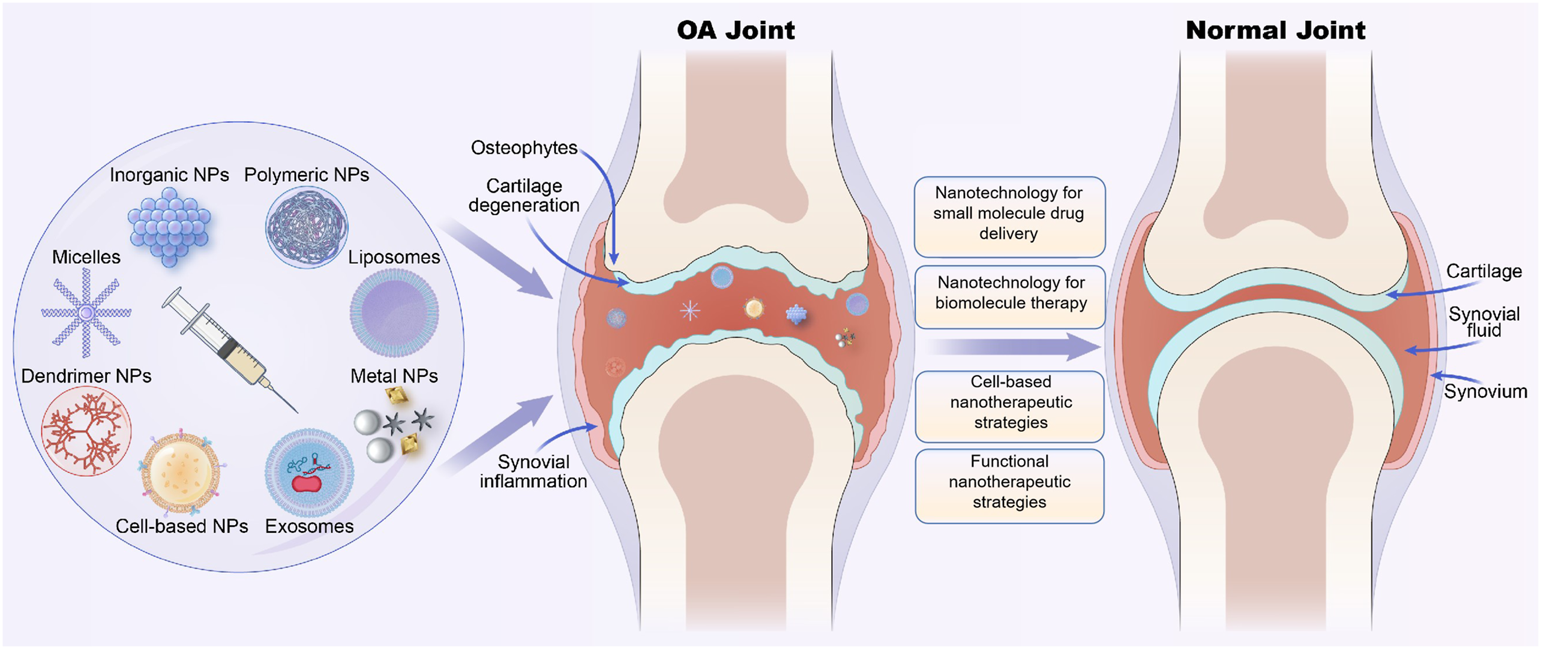 OA Joint
Normal Joint
Inorganic NPs
Polymeric NPs
Micelles
Liposomes
Dendrimer NPs
Metal NPs
Cell-based NPs
Exosomes
Osteophytes
Cartilage
degeneration
Synovial
inflammation
Nanotechnology for
small molecule drug
delivery
Nanotechnology for
biomolecule therapy
Cell-based
nanotherapeutic
strategies
Functional
nanotherapeutic
strategies
Cartilage
Synovial
fluid
Synovium